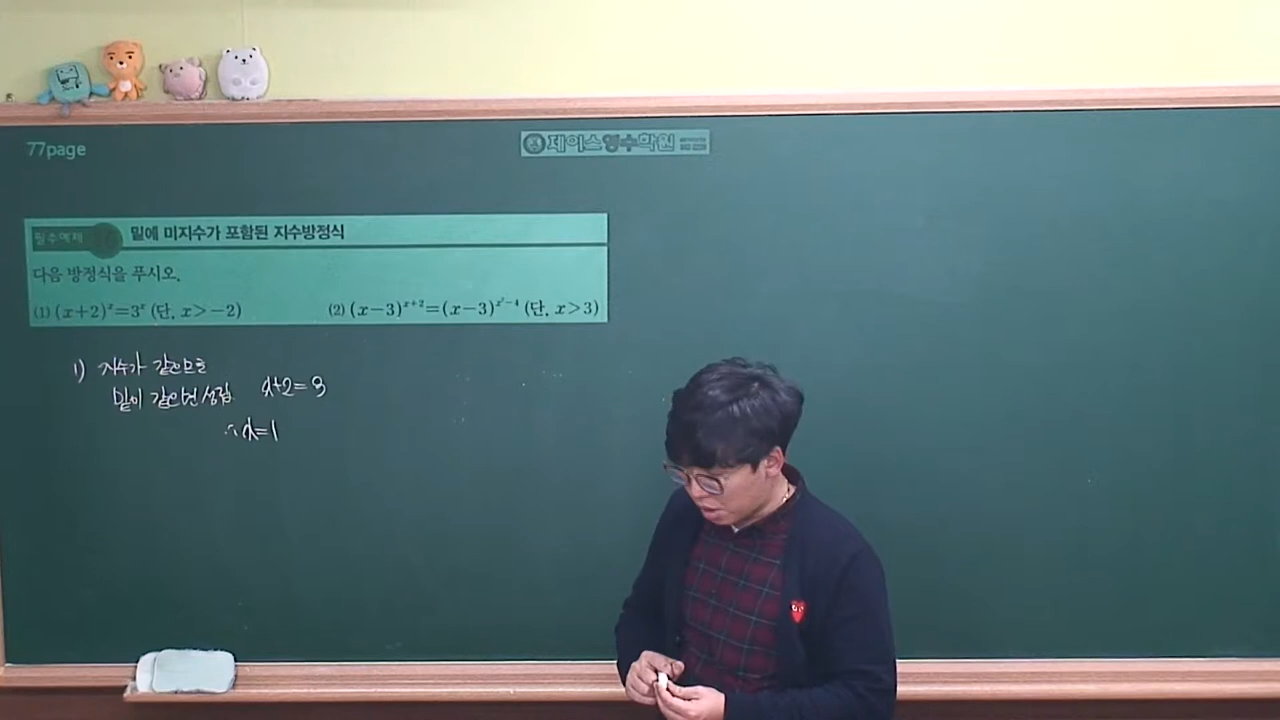 77page
제이스영수학원
필수예제
밑에 미지수가 포함된 지수방정식
다음 방정식을 푸시오.
(1) (x+2)^x=3^x (단, x>-2) (2) (x-3)^{x+2}=(x-3)^{x^2-4} (단, x>3)
1) 지수가 같으므로
밑이 같으면 성립 x+2=3
∴ x=1